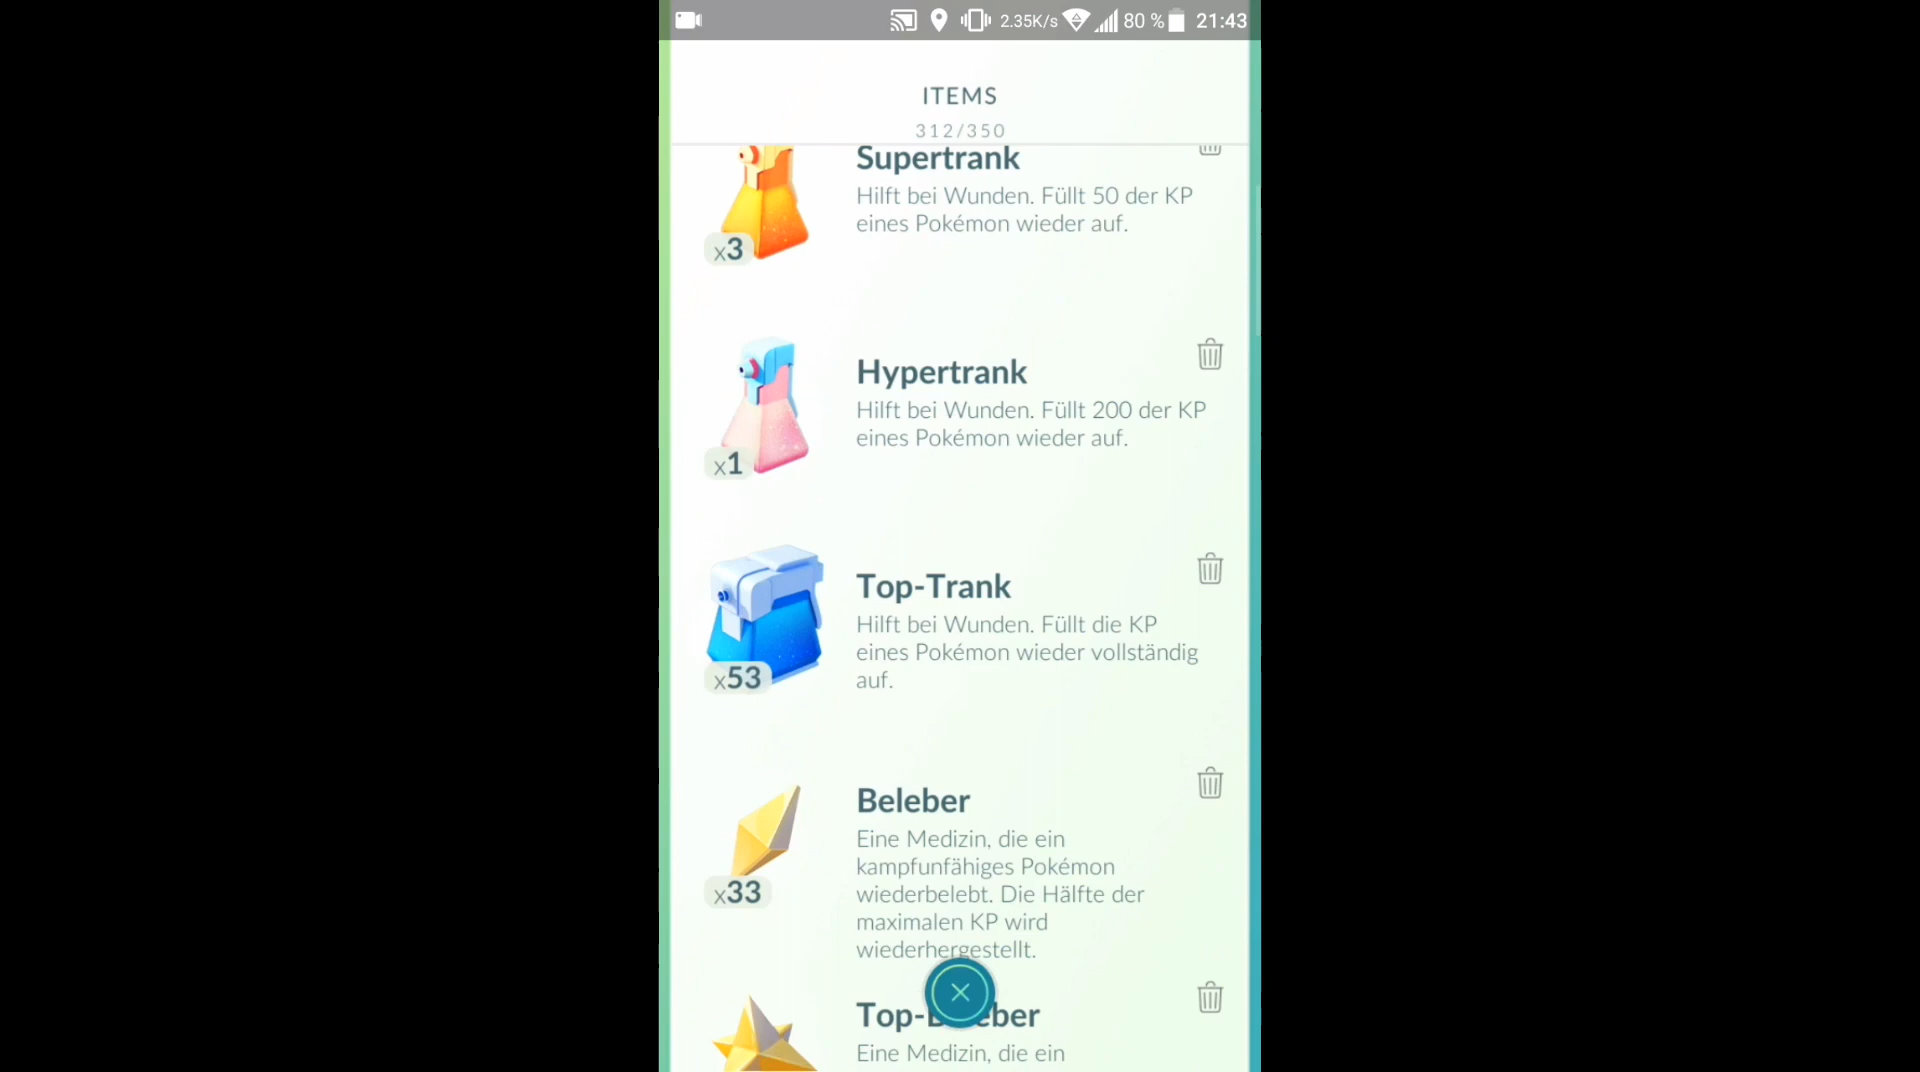 2.35K/s 80 % 21:43
ITEMS
312/350
Supertrank
Hilft bei Wunden. Füllt 50 der KP
eines Pokémon wieder auf.
x3
Hypertrank
Hilft bei Wunden. Füllt 200 der KP
eines Pokémon wieder auf.
x1
Top-Trank
Hilft bei Wunden. Füllt die KP
eines Pokémon wieder vollständig
auf.
x53
Beleber
Eine Medizin, die ein
kampfunfähiges Pokémon
wiederbelebt. Die Hälfte der
maximalen KP wird
wiederhergestellt.
x33
Top-Beleber
Eine Medizin, die ein